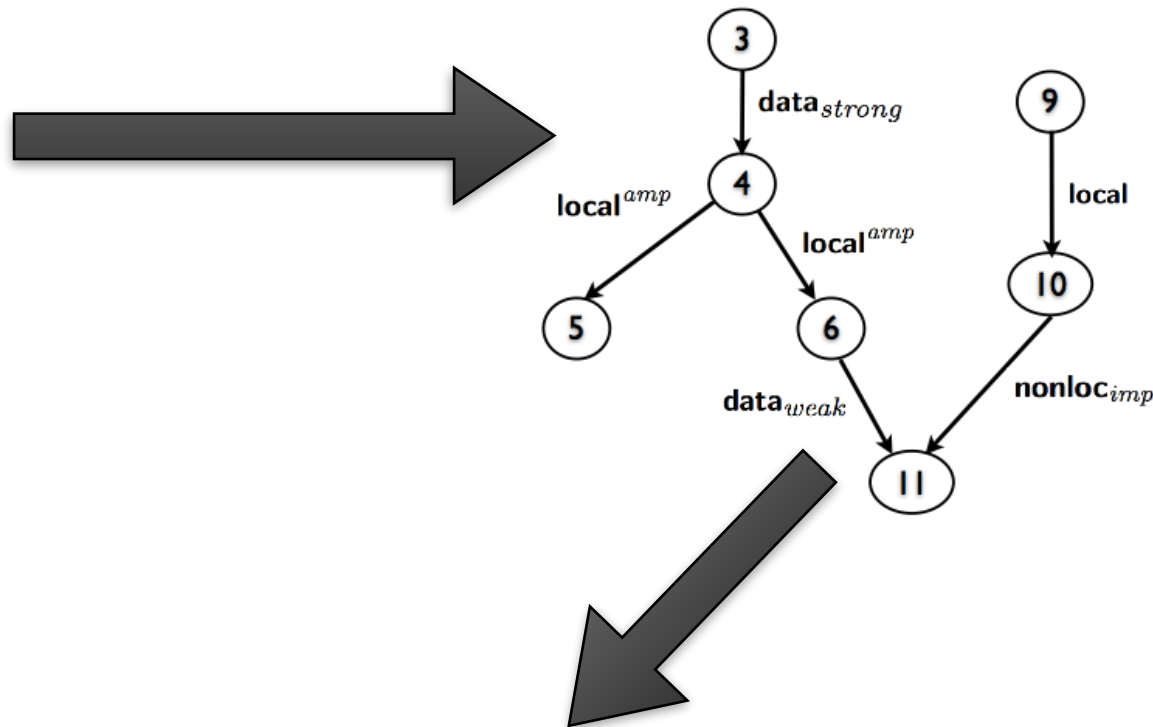 3
9
data_strong
4
local^amp
local
local^amp
10
5
6
data_weak
nonloc_imp
11